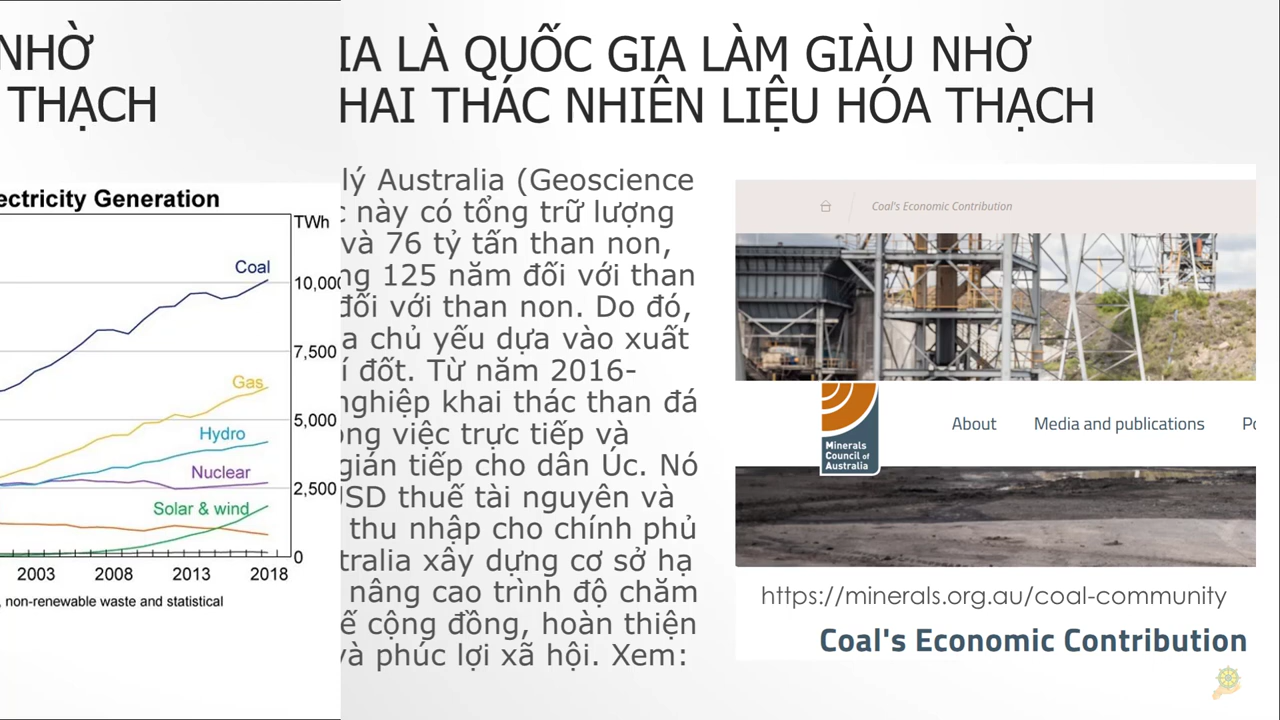 NHỜ
THẠCH
ectricity Generation
TWh
Coal
10,000
7,500
Gas
5,000
Hydro
Nuclear
2,500
Solar & wind
0
2003 2008 2013 2018
, non-renewable waste and statistical
IA LÀ QUỐC GIA LÀM GIÀU NHỜ
HAI THÁC NHIÊN LIỆU HÓA THẠCH
lý Australia (Geoscience
c này có tổng trữ lượng
và 76 tỷ tấn than non,
ng 125 năm đối với than
đối với than non. Do đó,
a chủ yếu dựa vào xuất
í đốt. Từ năm 2016-
nghiệp khai thác than đá
ông việc trực tiếp và
gián tiếp cho dân Úc. Nó
USD thuế tài nguyên và
thu nhập cho chính phủ
tralia xây dựng cơ sở hạ
nâng cao trình độ chăm
ế cộng đồng, hoàn thiện
và phúc lợi xã hội. Xem:
Coal's Economic Contribution
Minerals
Council of
Australia
About Media and publications Po
https://minerals.org.au/coal-community
Coal's Economic Contribution